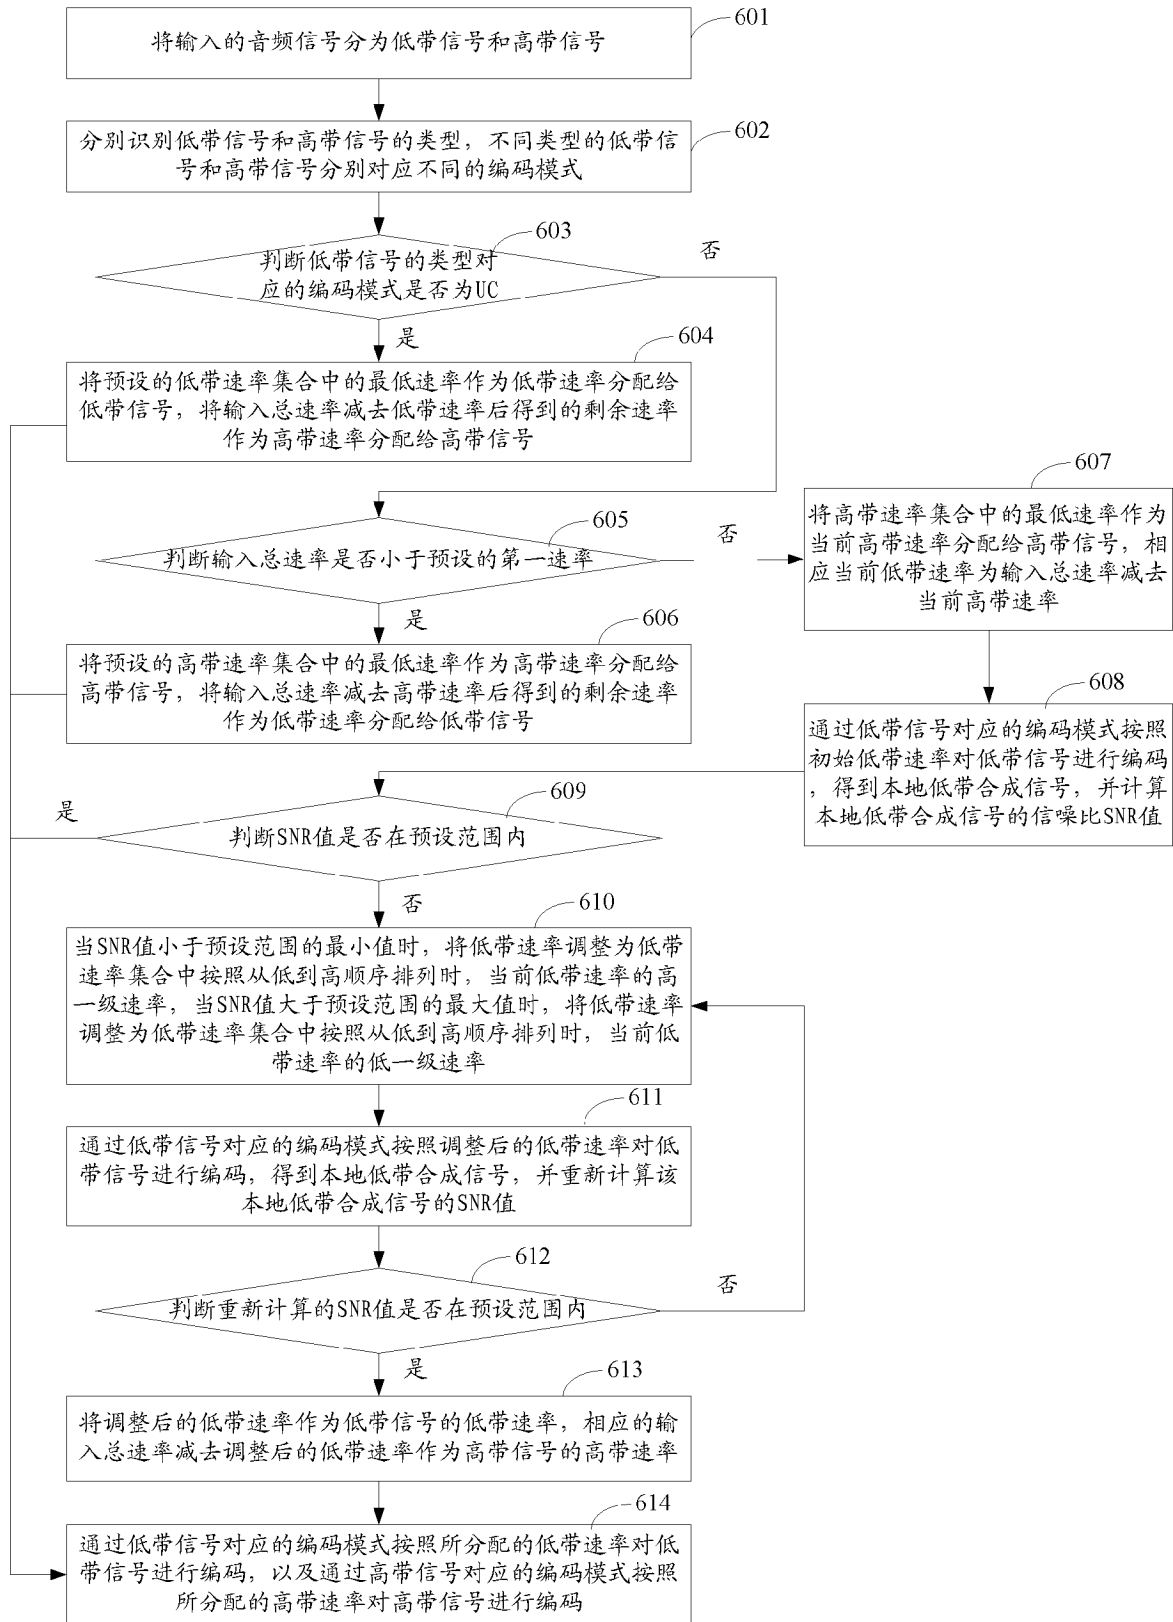 601
将输入的音频信号分为低带信号和高带信号
602
分别识别低带信号和高带信号的类型，不同类型的低带信
号和高带信号分别对应不同的编码模式
603
否
判断低带信号的类型对
应的编码模式是否为UC
是
604
将预设的低带速率集合中的最低速率作为低带速率分配给
低带信号，将输入总速率减去低带速率后得到的剩余速率
作为高带速率分配给高带信号
605
否
判断输入总速率是否小于预设的第一速率
是
606
将预设的高带速率集合中的最低速率作为高带速率分配给
高带信号，将输入总速率减去高带速率后得到的剩余速率
作为低带速率分配给低带信号
607
将高带速率集合中的最低速率作为
当前高带速率分配给高带信号，相
应当前低带速率为输入总速率减去
当前高带速率
608
通过低带信号对应的编码模式按照
初始低带速率对低带信号进行编码
，得到本地低带合成信号，并计算
本地低带合成信号的信噪比SNR值
是
609
判断SNR值是否在预设范围内
否
610
当SNR值小于预设范围的最小值时，将低带速率调整为低带
速率集合中按照从低到高顺序排列时，当前低带速率的高
一级速率，当SNR值大于预设范围的最大值时，将低带速率
调整为低带速率集合中按照从低到高顺序排列时，当前低
带速率的低一级速率
611
通过低带信号对应的编码模式按照调整后的低带速率对低
带信号进行编码，得到本地低带合成信号，并重新计算该
本地低带合成信号的SNR值
612
否
判断重新计算的SNR值是否在预设范围内
是
613
将调整后的低带速率作为低带信号的低带速率，相应的输
入总速率减去调整后的低带速率作为高带信号的高带速率
614
通过低带信号对应的编码模式按照所分配的低带速率对低
带信号进行编码，以及通过高带信号对应的编码模式按照
所分配的高带速率对高带信号进行编码